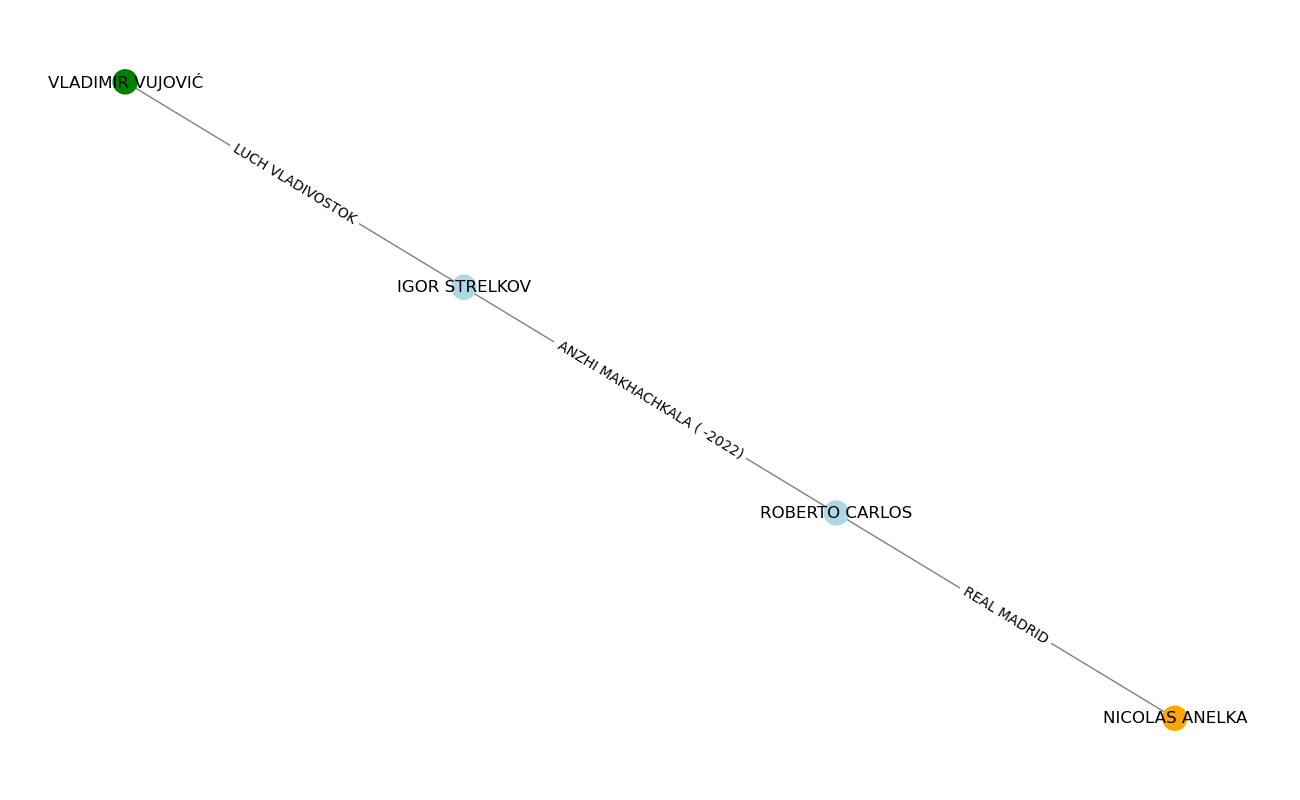 VLADIMIR VUJOVIĆ
LUCH VLADIVOSTOK
IGOR STRELKOV
ANZHI MAKHACHKALA ( -2022)
ROBERTO CARLOS
REAL MADRID
NICOLAS ANELKA